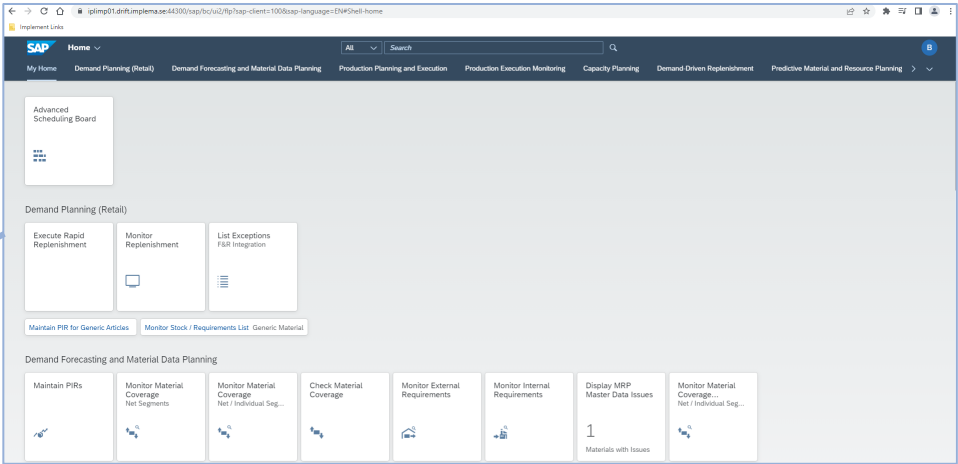 iplimp01.drift.implema.se:44300/sap/bc/ui2/flp?sap-client=100&sap-language=EN#Shell-home
Implement Links
SAP Home All Search B
My Home Demand Planning (Retail) Demand Forecasting and Material Data Planning Production Planning and Execution Production Execution Monitoring Capacity Planning Demand-Driven Replenishment Predictive Material and Resource Planning
Advanced
Scheduling Board
Demand Planning (Retail)
Execute Rapid
Replenishment
Monitor
Replenishment
List Exceptions
F&R Integration
Maintain PIR for Generic Articles
Monitor Stock / Requirements List Generic Material
Demand Forecasting and Material Data Planning
Maintain PIRs
Monitor Material
Coverage
Net Segments
Monitor Material
Coverage
Net / Individual Seg...
Check Material
Coverage
Monitor External
Requirements
Monitor Internal
Requirements
Display MRP
Master Data Issues
1
Materials with Issues
Monitor Material
Coverage...
Net / Individual Seg...